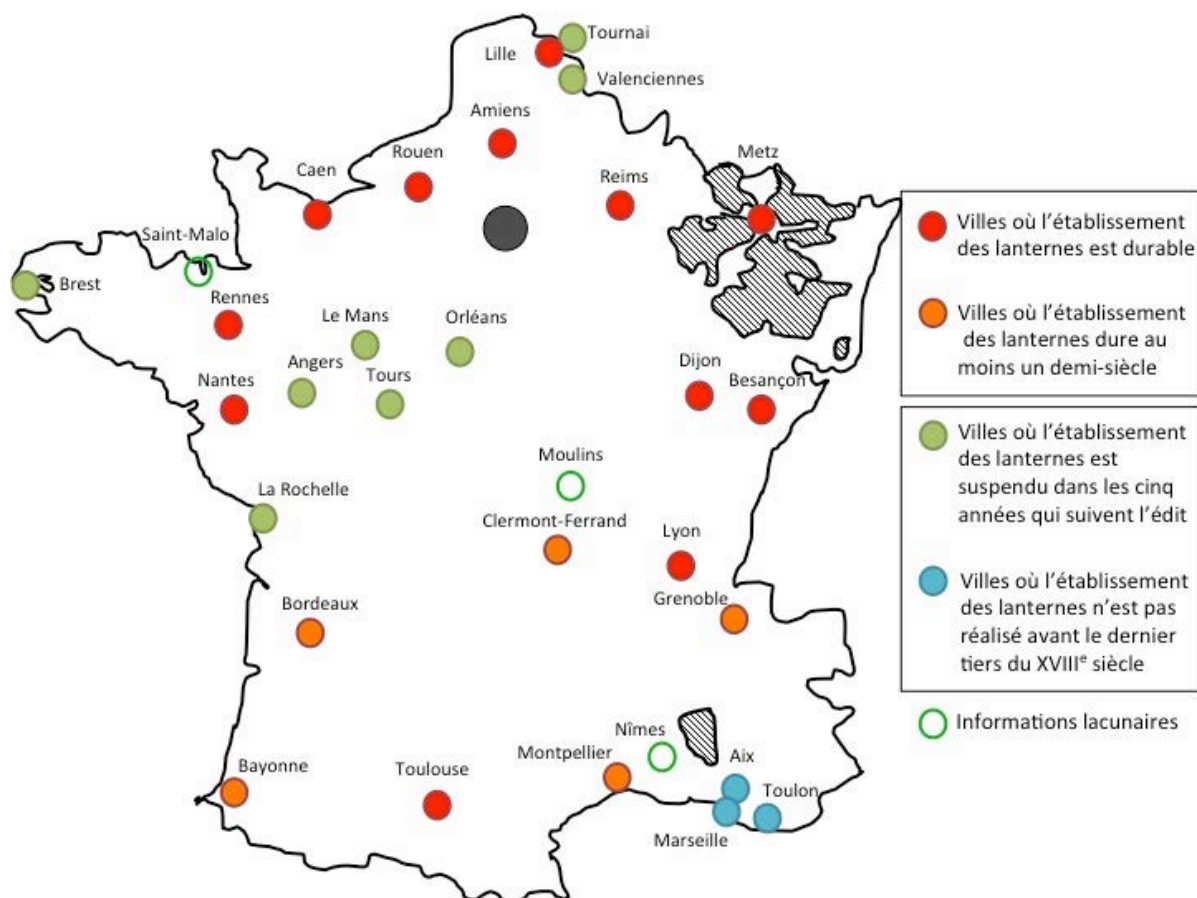 Tournai
Lille
Valenciennes
Amiens
Metz
Rouen
Caen
Reims
Saint-Malo
Brest
Rennes
Le Mans
Orléans
Angers
Tours
Dijon
Besançon
Nantes
Moulins
La Rochelle
Clermont-Ferrand
Lyon
Grenoble
Bordeaux
Nîmes
Montpellier
Aix
Bayonne
Toulouse
Toulon
Marseille
Villes où l'établissement
des lanternes est durable
Villes où l'établissement
des lanternes dure au
moins un demi-siècle
Villes où l'établissement
des lanternes est
suspendu dans les cinq
années qui suivent l'édit
Villes où l'établissement
des lanternes n'est pas
réalisé avant le dernier
tiers du XVIIIe siècle
Informations lacunaires